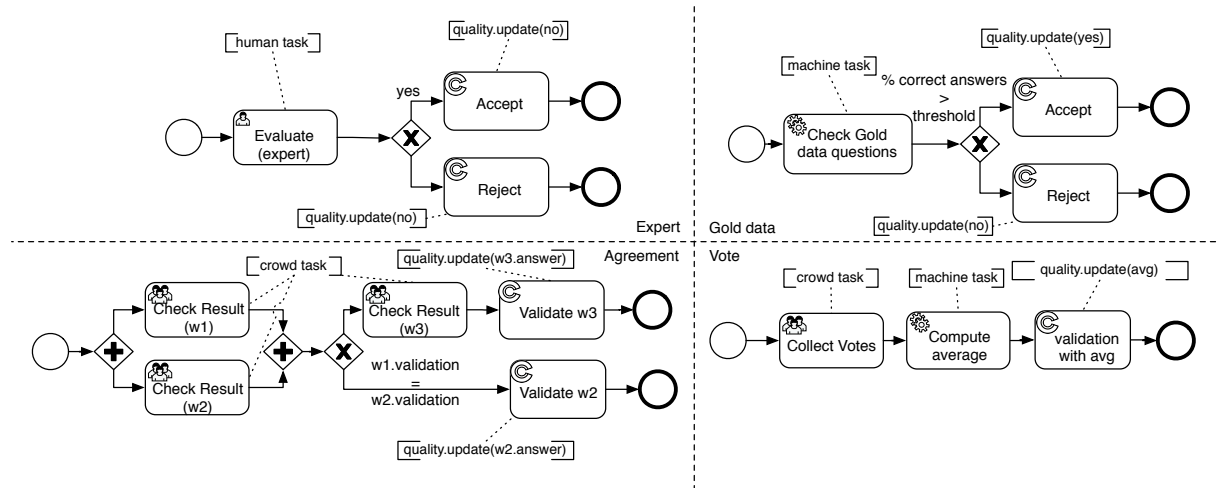 human task
quality.update(no)
yes
Evaluate
(expert)
Accept
Reject
quality.update(no)
Expert
quality.update(yes)
machine task
% correct answers
>
threshold
Check Gold
data questions
Accept
Reject
quality.update(no)
Gold data
Agreement
crowd task
quality.update(w3.answer)
Check Result
(w1)
Check Result
(w2)
Check Result
(w3)
Validate w3
w1.validation
=
w2.validation
Validate w2
quality.update(w2.answer)
Vote
crowd task
machine task
quality.update(avg)
Collect Votes
Compute
average
validation
with avg